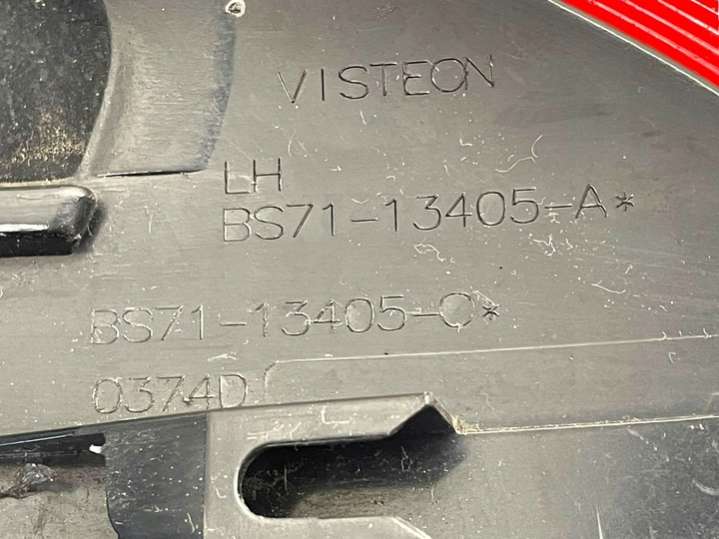 VISTEON
LH
BS71-13405-A*
BS71-13405-C*
0374D